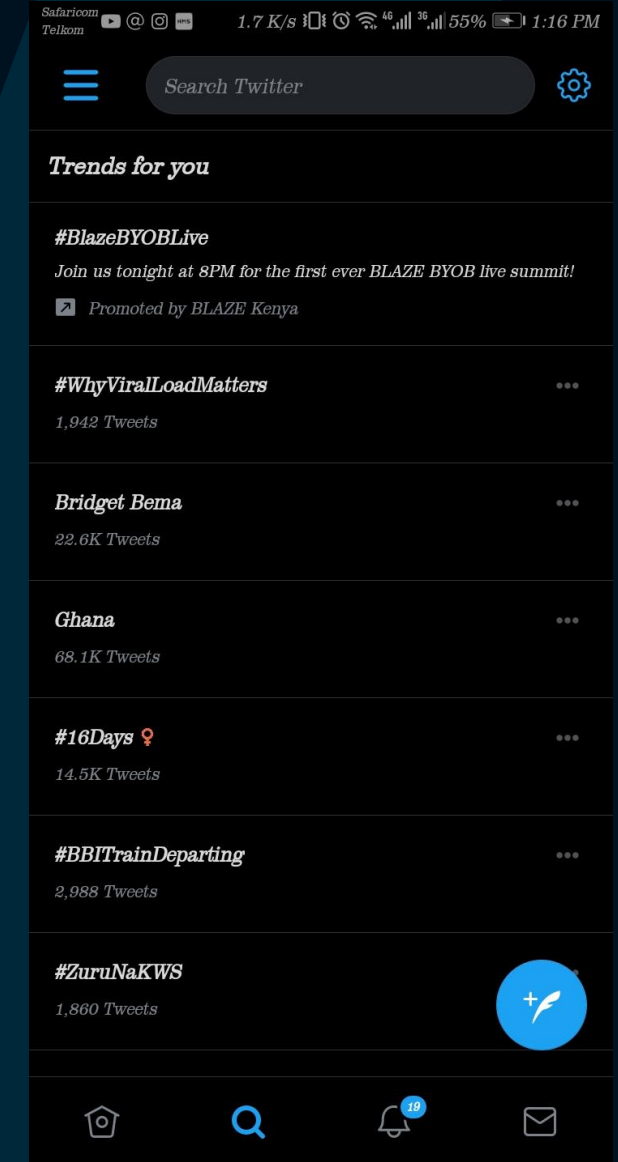 Safaricom
Telkom
HMS
1.7 K/s
4G
3G
55%
1:16 PM
Search Twitter
Trends for you
#BlazeBYOBLive
Join us tonight at 8PM for the first ever BLAZE BYOB live summit!
Promoted by BLAZE Kenya
#WhyViralLoadMatters
1,942 Tweets
Bridget Bema
22.6K Tweets
Ghana
68.1K Tweets
#16Days
14.5K Tweets
#BBITrainDeparting
2,988 Tweets
#ZuruNaKWS
1,860 Tweets
19